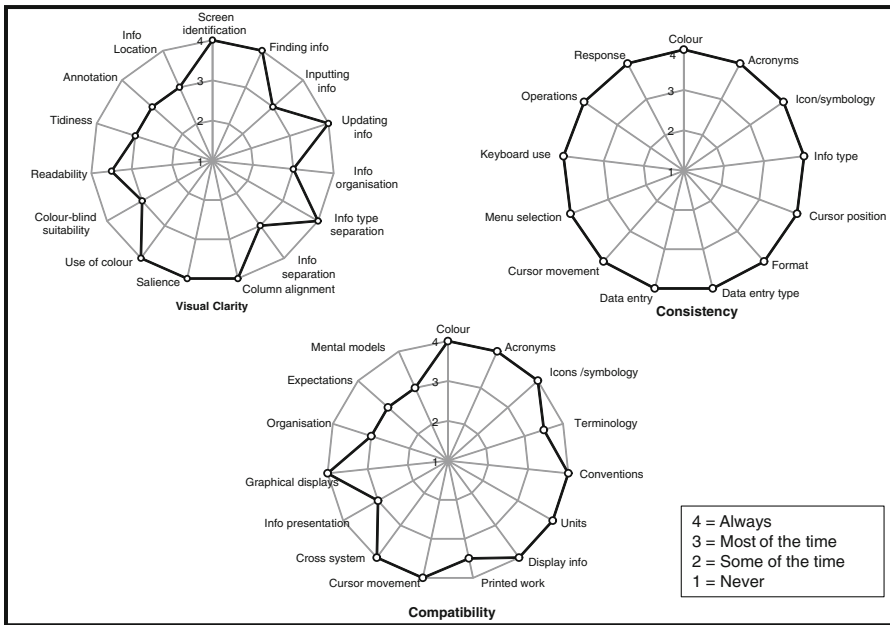 Screen
identification
Finding info
Inputting
info
Updating
info
Info
organisation
Info type
separation
Info
separation
Column alignment
Salience
Use of colour
Colour-blind
suitability
Readability
Tidiness
Annotation
Info
Location
4
3
2
1
Visual Clarity
Colour
Acronyms
Icon/symbology
Info type
Cursor position
Format
Data entry type
Data entry
Cursor movement
Menu selection
Keyboard use
Operations
Response
4
3
2
1
Consistency
Colour
Acronyms
Icons /symbology
Terminology
Conventions
Units
Display info
Printed work
Cursor movement
Cross system
Info presentation
Graphical displays
Organisation
Expectations
Mental models
4
3
2
1
Compatibility
4 = Always
3 = Most of the time
2 = Some of the time
1 = Never